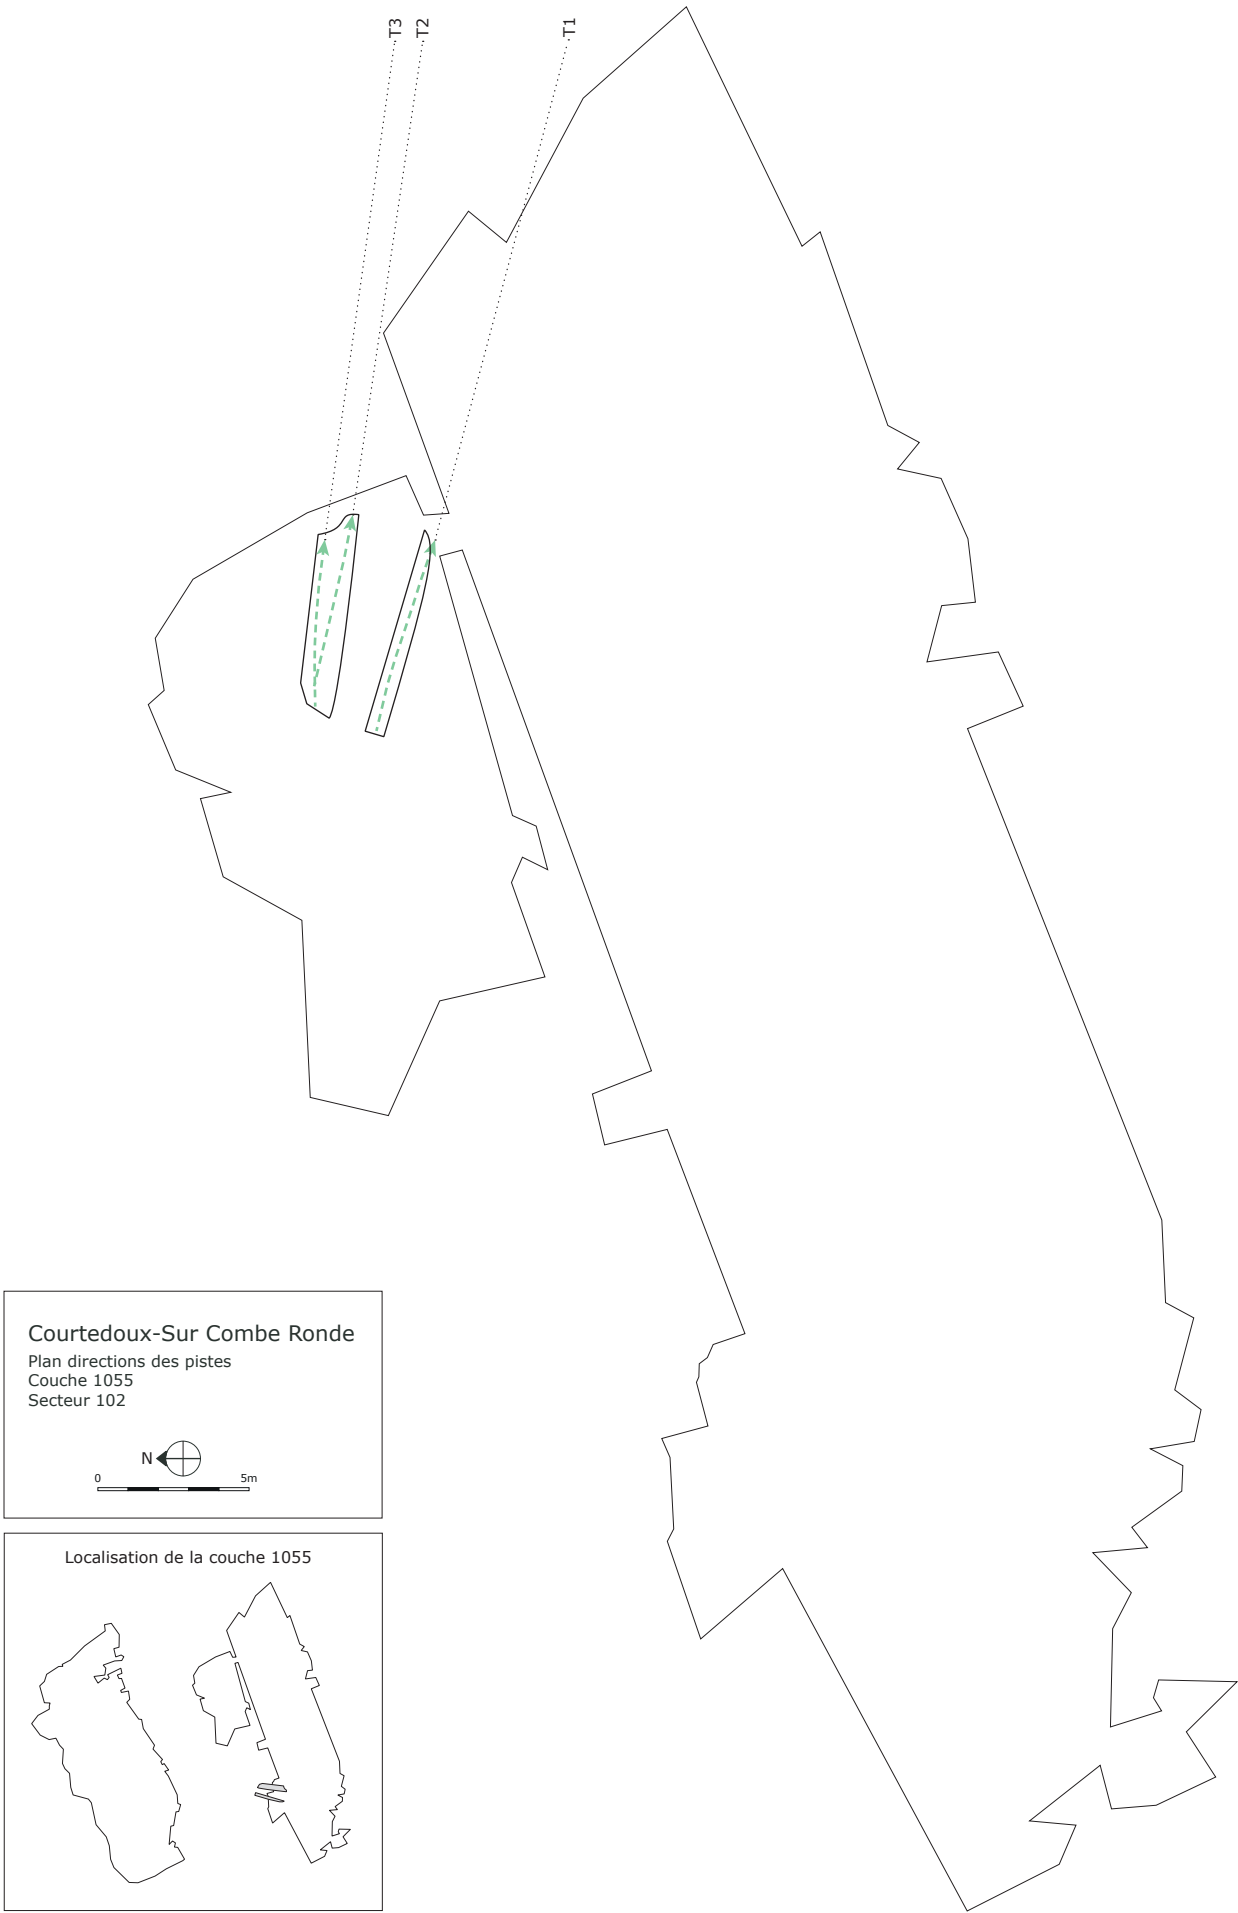 T3
T2
T1
Courtedoux-Sur Combe Ronde
Plan directions des pistes
Couche 1055
Secteur 102
N
0 5m
Localisation de la couche 1055